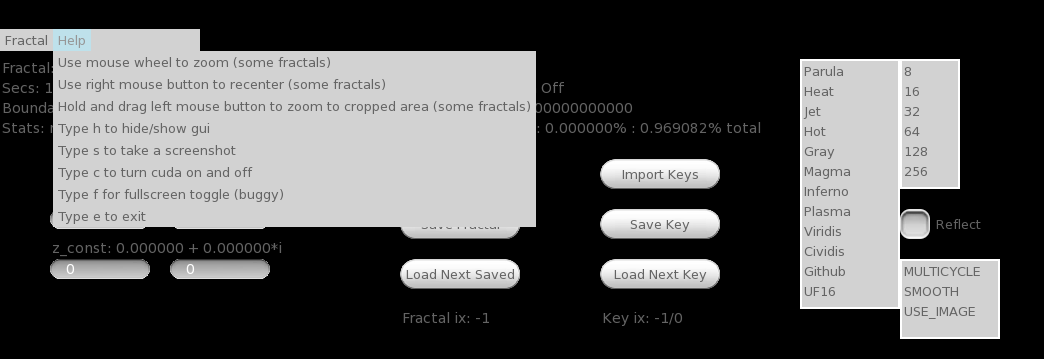 Fractal Help
Use mouse wheel to zoom (some fractals)
Use right mouse button to recenter (some fractals)
Hold and drag left mouse button to zoom to cropped area (some fractals)
Type h to hide/show gui
Type s to take a screenshot
Type c to turn cuda on and off
Type f for fullscreen toggle (buggy)
Type e to exit
Fractal:
Secs: 1
Off
Bounda
00000000000
Stats:
: 0.000000% : 0.969082% total
z_const: 0.000000 + 0.000000*i
0
0
Save Fractal
Load Next Saved
Fractal ix: -1
Import Keys
Save Key
Load Next Key
Key ix: -1/0
Parula
Heat
Jet
Hot
Gray
Magma
Inferno
Plasma
Viridis
Cividis
Github
UF16
8
16
32
64
128
256
Reflect
MULTICYCLE
SMOOTH
USE_IMAGE